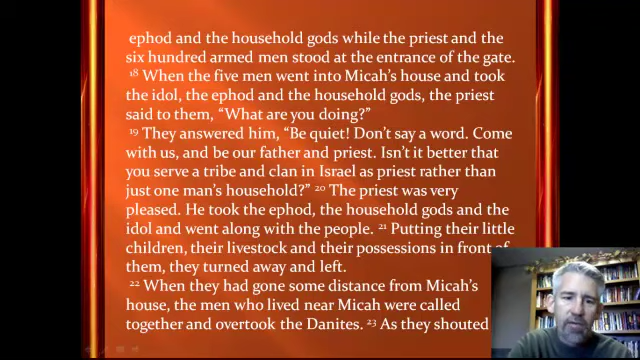 ephod and the household gods while the priest and the
six hundred armed men stood at the entrance of the gate.
18 When the five men went into Micah's house and took
the idol, the ephod and the household gods, the priest
said to them, "What are you doing?"
19 They answered him, "Be quiet! Don't say a word. Come
with us, and be our father and priest. Isn't it better that
you serve a tribe and clan in Israel as priest rather than
just one man's household?" 20 The priest was very
pleased. He took the ephod, the household gods and the
idol and went along with the people. 21 Putting their little
children, their livestock and their possessions in front of
them, they turned away and left.
22 When they had gone some distance from Micah's
house, the men who lived near Micah were called
together and overtook the Danites. 23 As they shouted